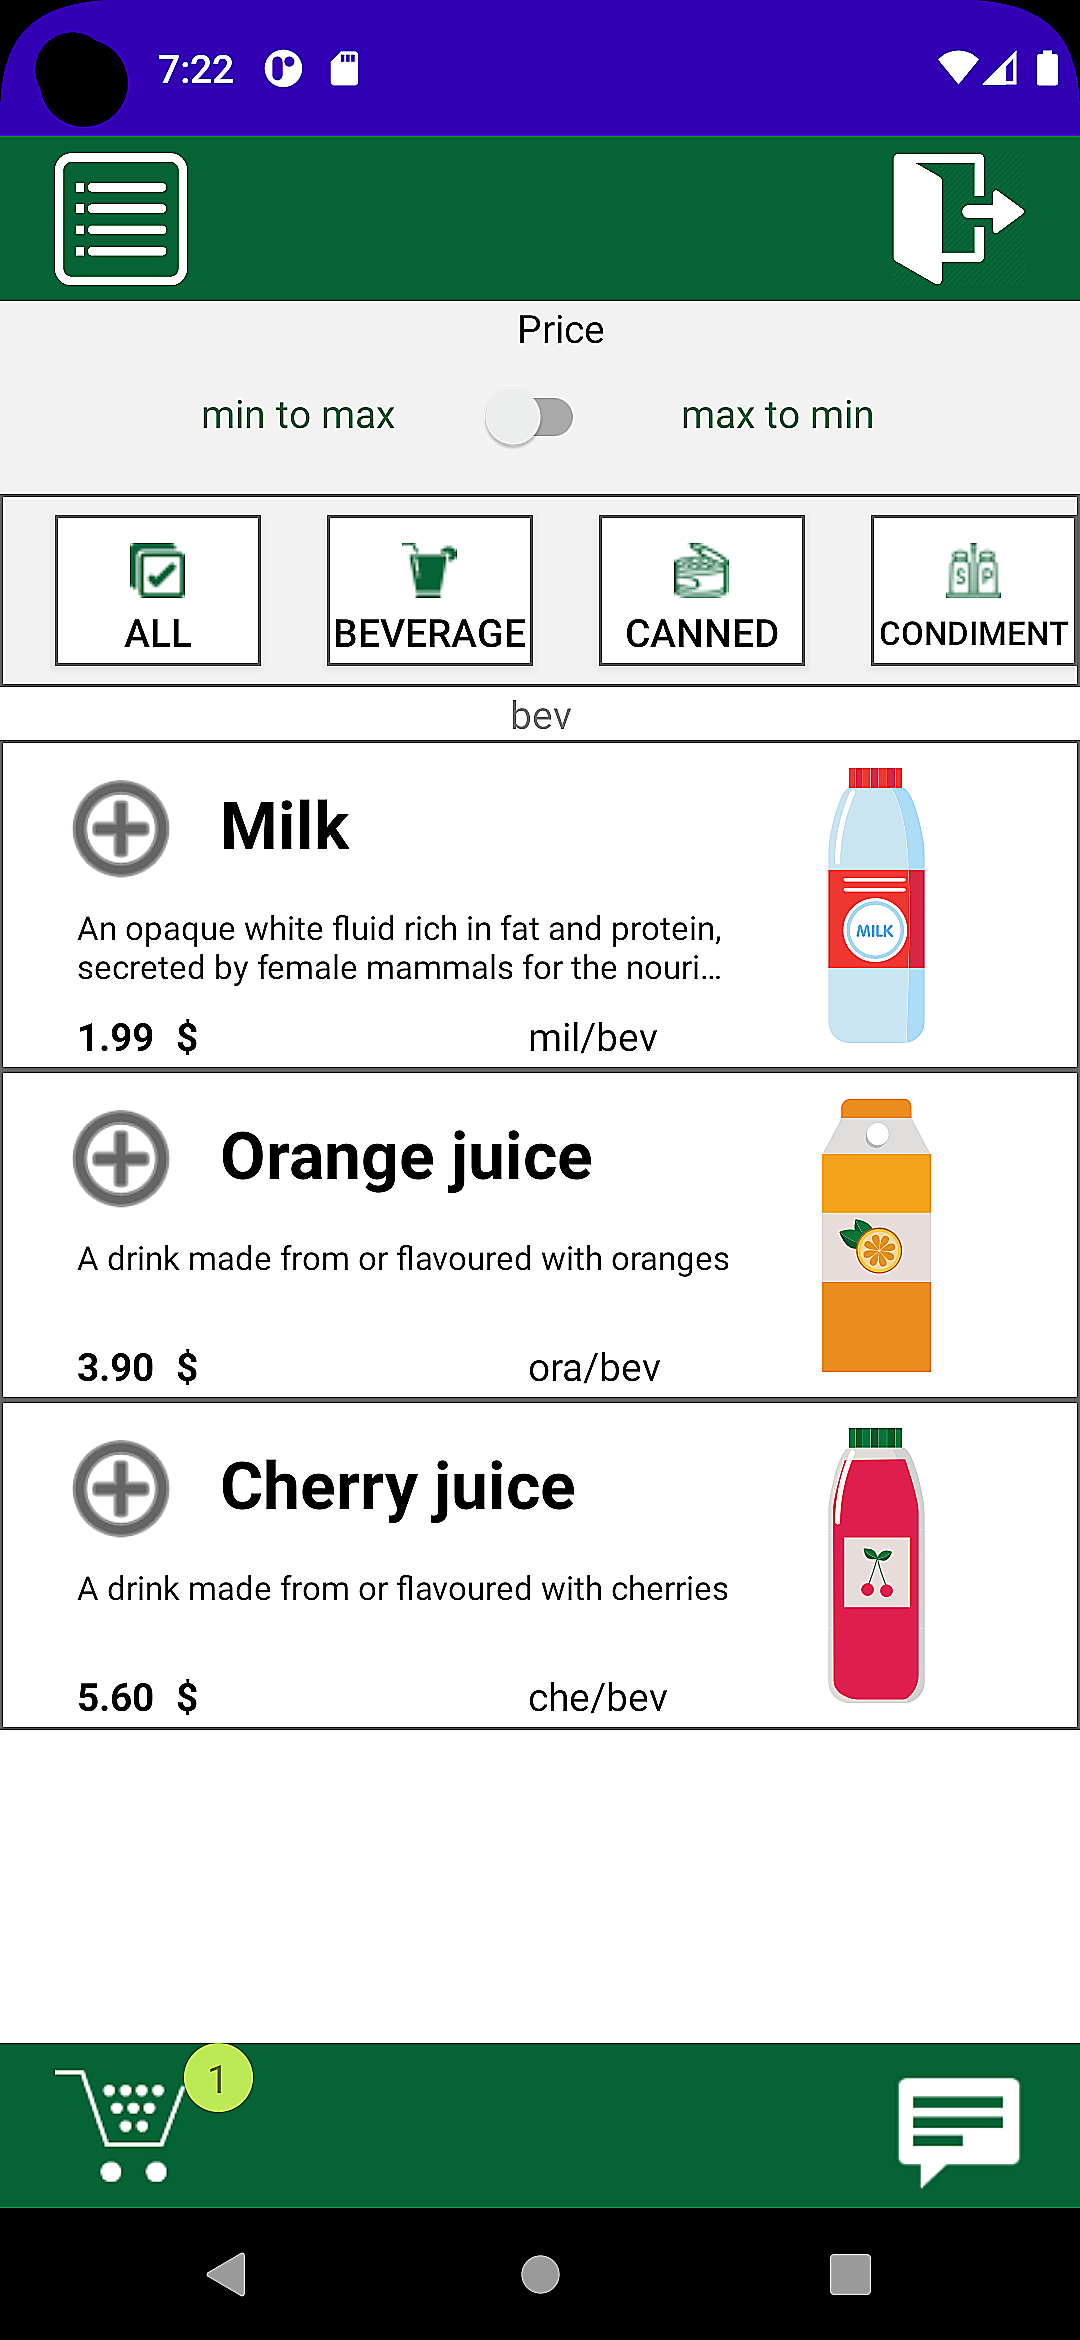 7:22
Price
min to max
max to min
ALL
BEVERAGE
CANNED
S P
CONDIMENT
bev
Milk
An opaque white fluid rich in fat and protein,
secreted by female mammals for the nouri...
1.99 $
mil/bev
MILK
Orange juice
A drink made from or flavoured with oranges
3.90 $
ora/bev
Cherry juice
A drink made from or flavoured with cherries
5.60 $
che/bev
1